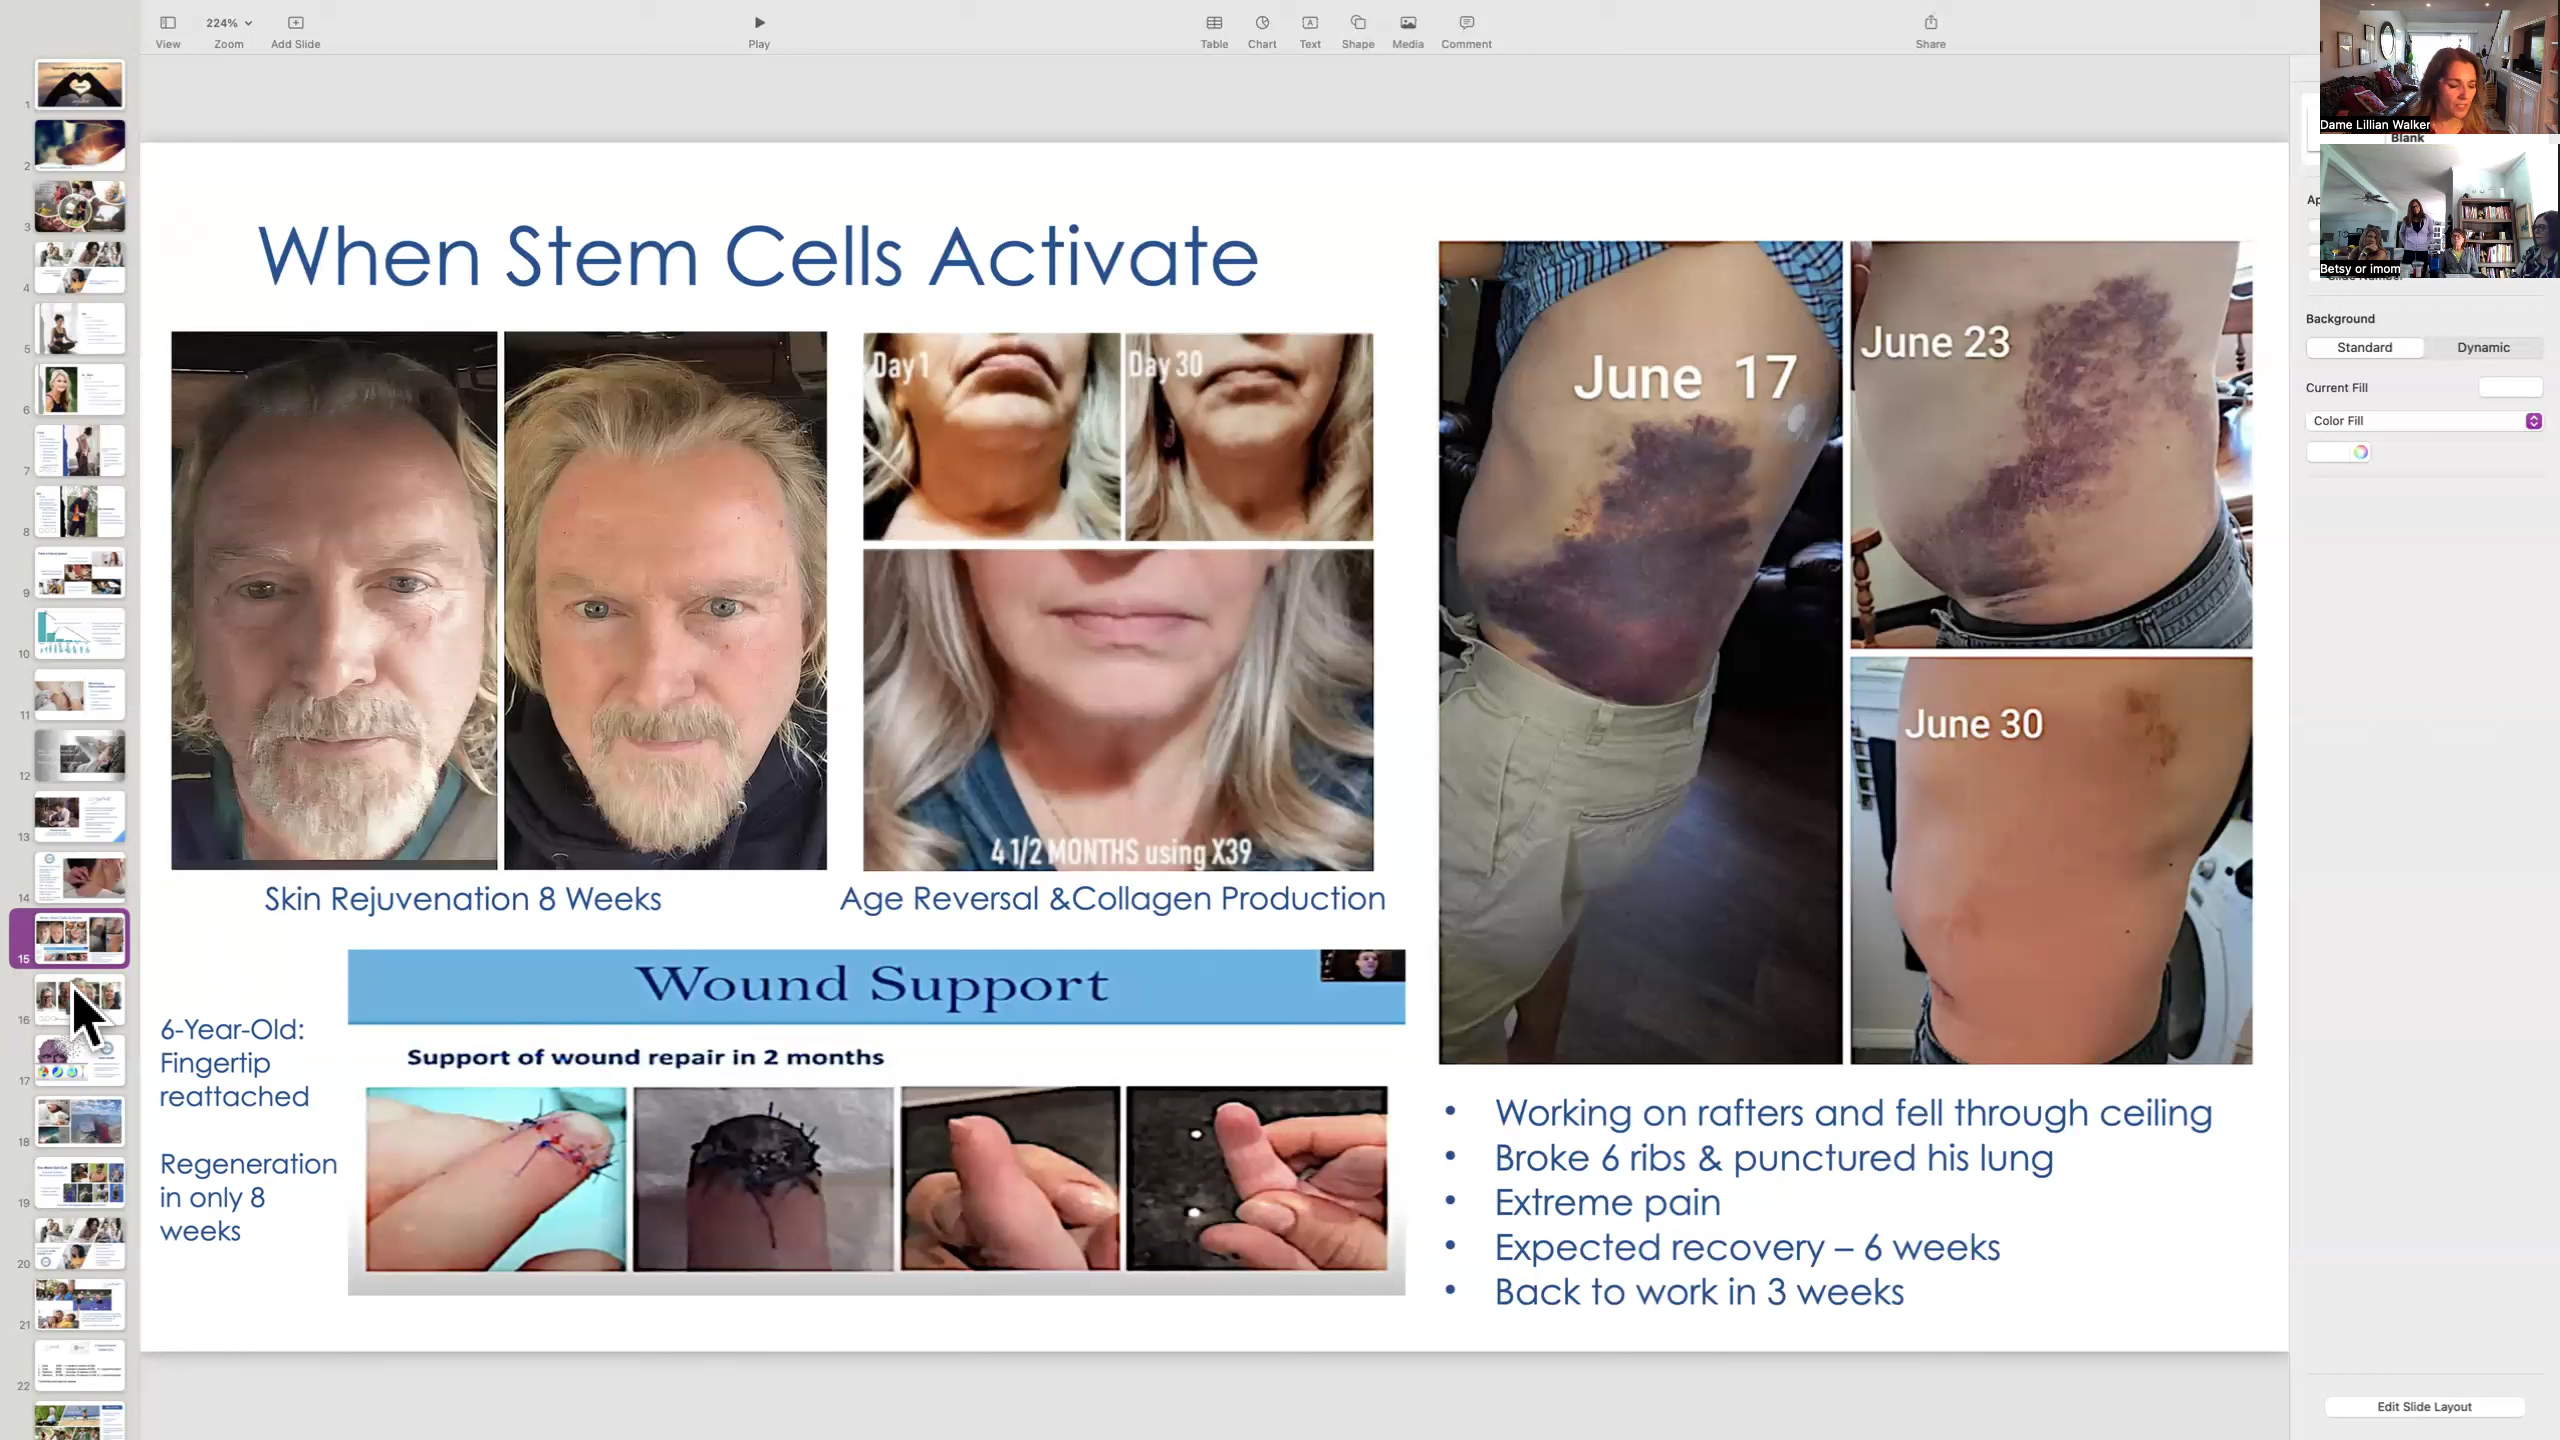 View
224%
Zoom
Add Slide
Play
Table
Chart
Text
Shape
Media
Comment
Share
Dame Lillian Walker
Blank
Betsy or imom
Background
Standard
Dynamic
Current Fill
Color Fill
Edit Slide Layout
1
2
3
4
5
6
7
8
9
10
11
12
13
14
15
16
17
18
19
20
21
22
When Stem Cells Activate
Day 1
Day 30
4 1/2 MONTHS using X39
Skin Rejuvenation 8 Weeks
Age Reversal &Collagen Production
June 17
June 23
June 30
Wound Support
Support of wound repair in 2 months
6-Year-Old:
Fingertip
reattached
Regeneration
in only 8
weeks
• Working on rafters and fell through ceiling
• Broke 6 ribs & punctured his lung
• Extreme pain
• Expected recovery – 6 weeks
• Back to work in 3 weeks